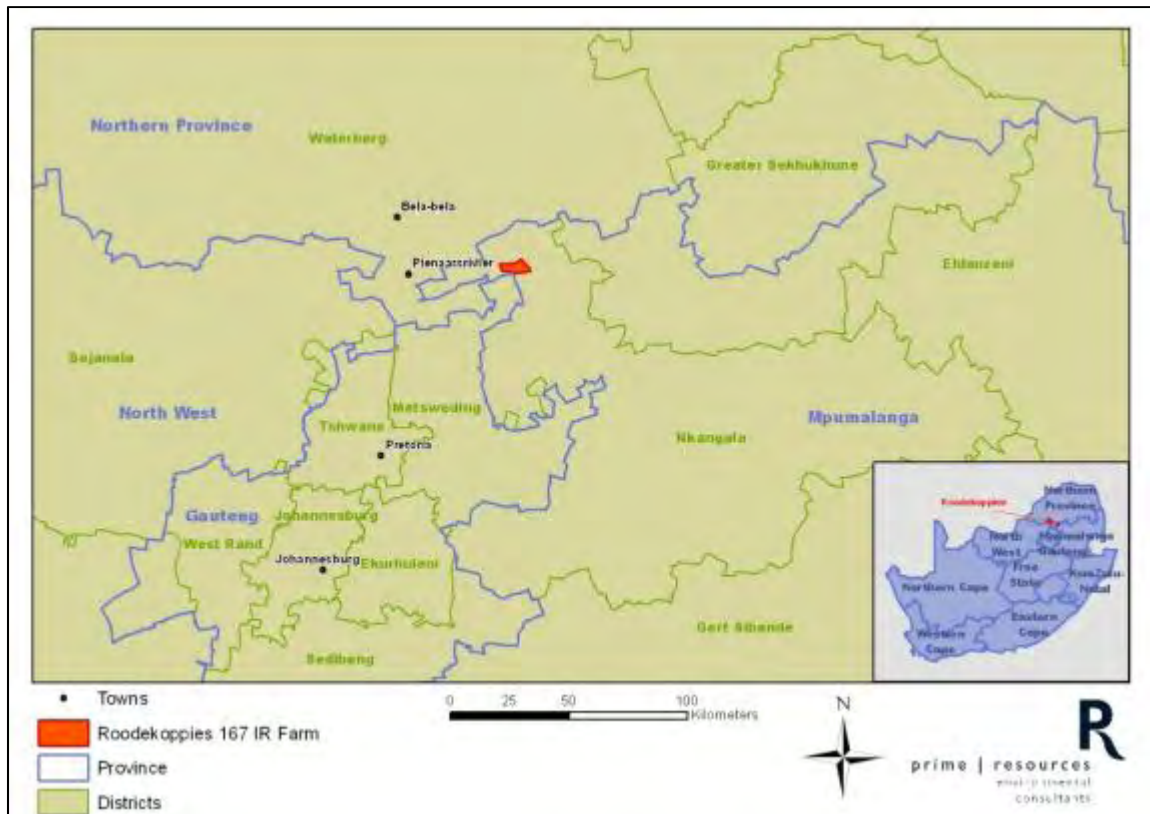 Northern Province
Waterberg
Greater Sekhukhune
Bela-bela
Pienaarsrivier
Ehlanzeni
Bojanala
North West
Metsweding
Tshwane
Mpumalanga
Nkangala
Pretoria
Gauteng
Johannesburg
West Rand
Johannesburg
Ekurhuleni
Gert Sibande
Sedibeng
Roodekoppies
Northern
Province
North
West
Mpumalanga
Gauteng
Free
State
KwaZulu-
Natal
Northern Cape
Eastern
Cape
Western
Cape
Towns
Roodekoppies 167 IR Farm
Province
Districts
0 25 50 100
Kilometers
N
R
prime | resources
environmental
consultants